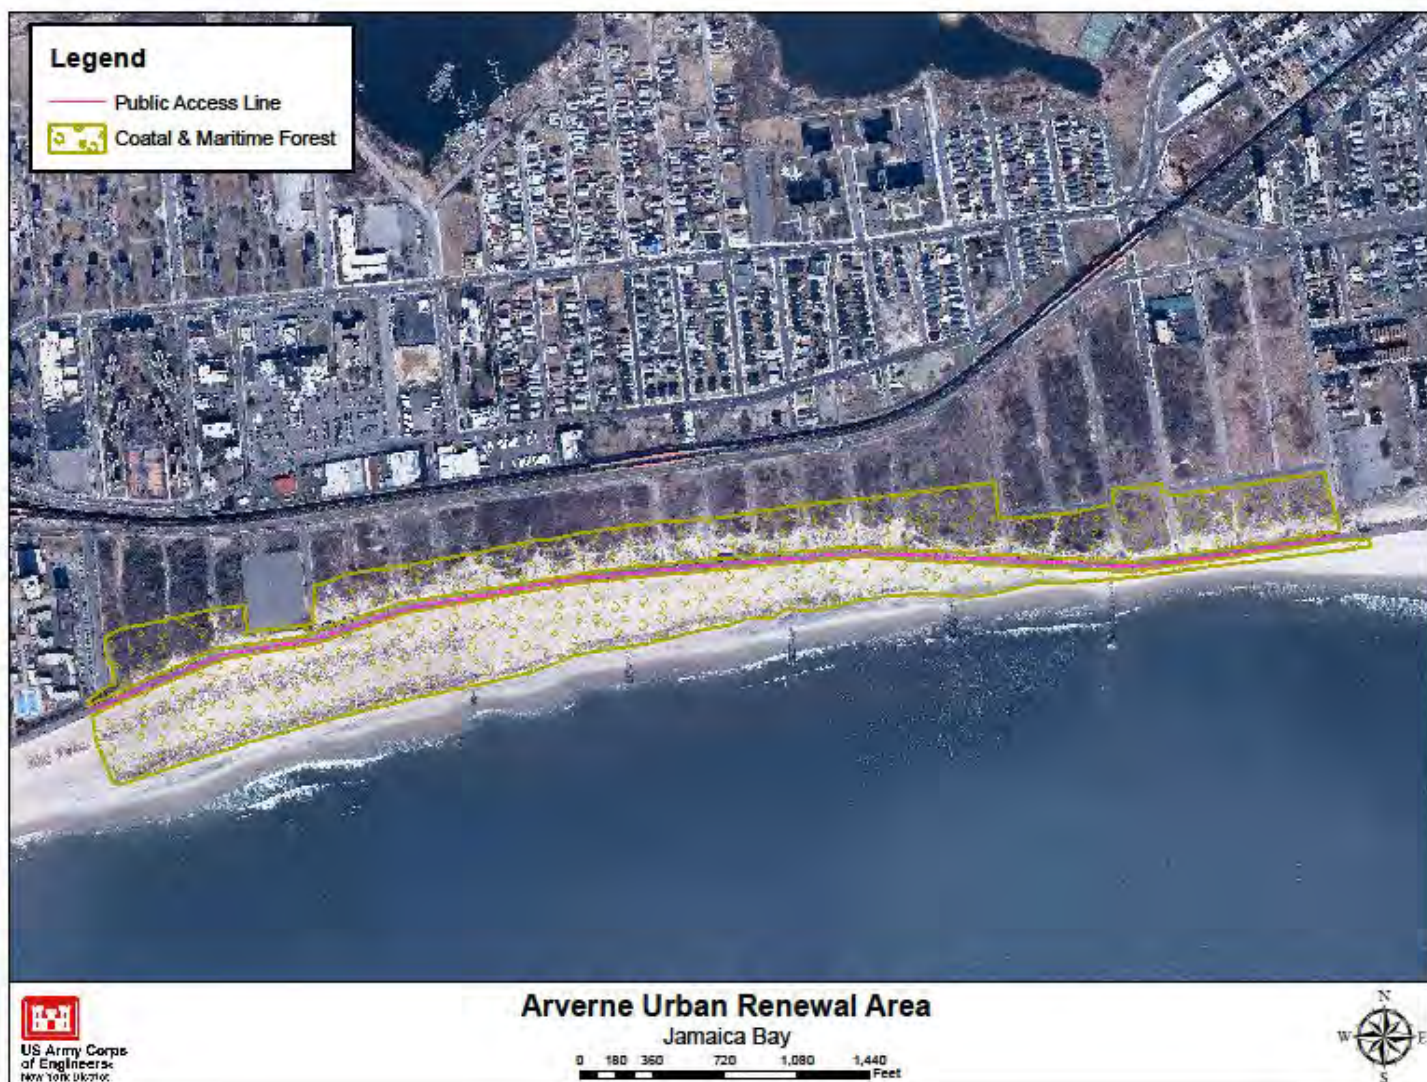 Legend
Public Access Line
Coatal & Maritime Forest
Arverne Urban Renewal Area
Jamaica Bay
0 180 360 720 1,080 1,440
Feet
US Army Corps
of Engineers
New York District
N
W E
S